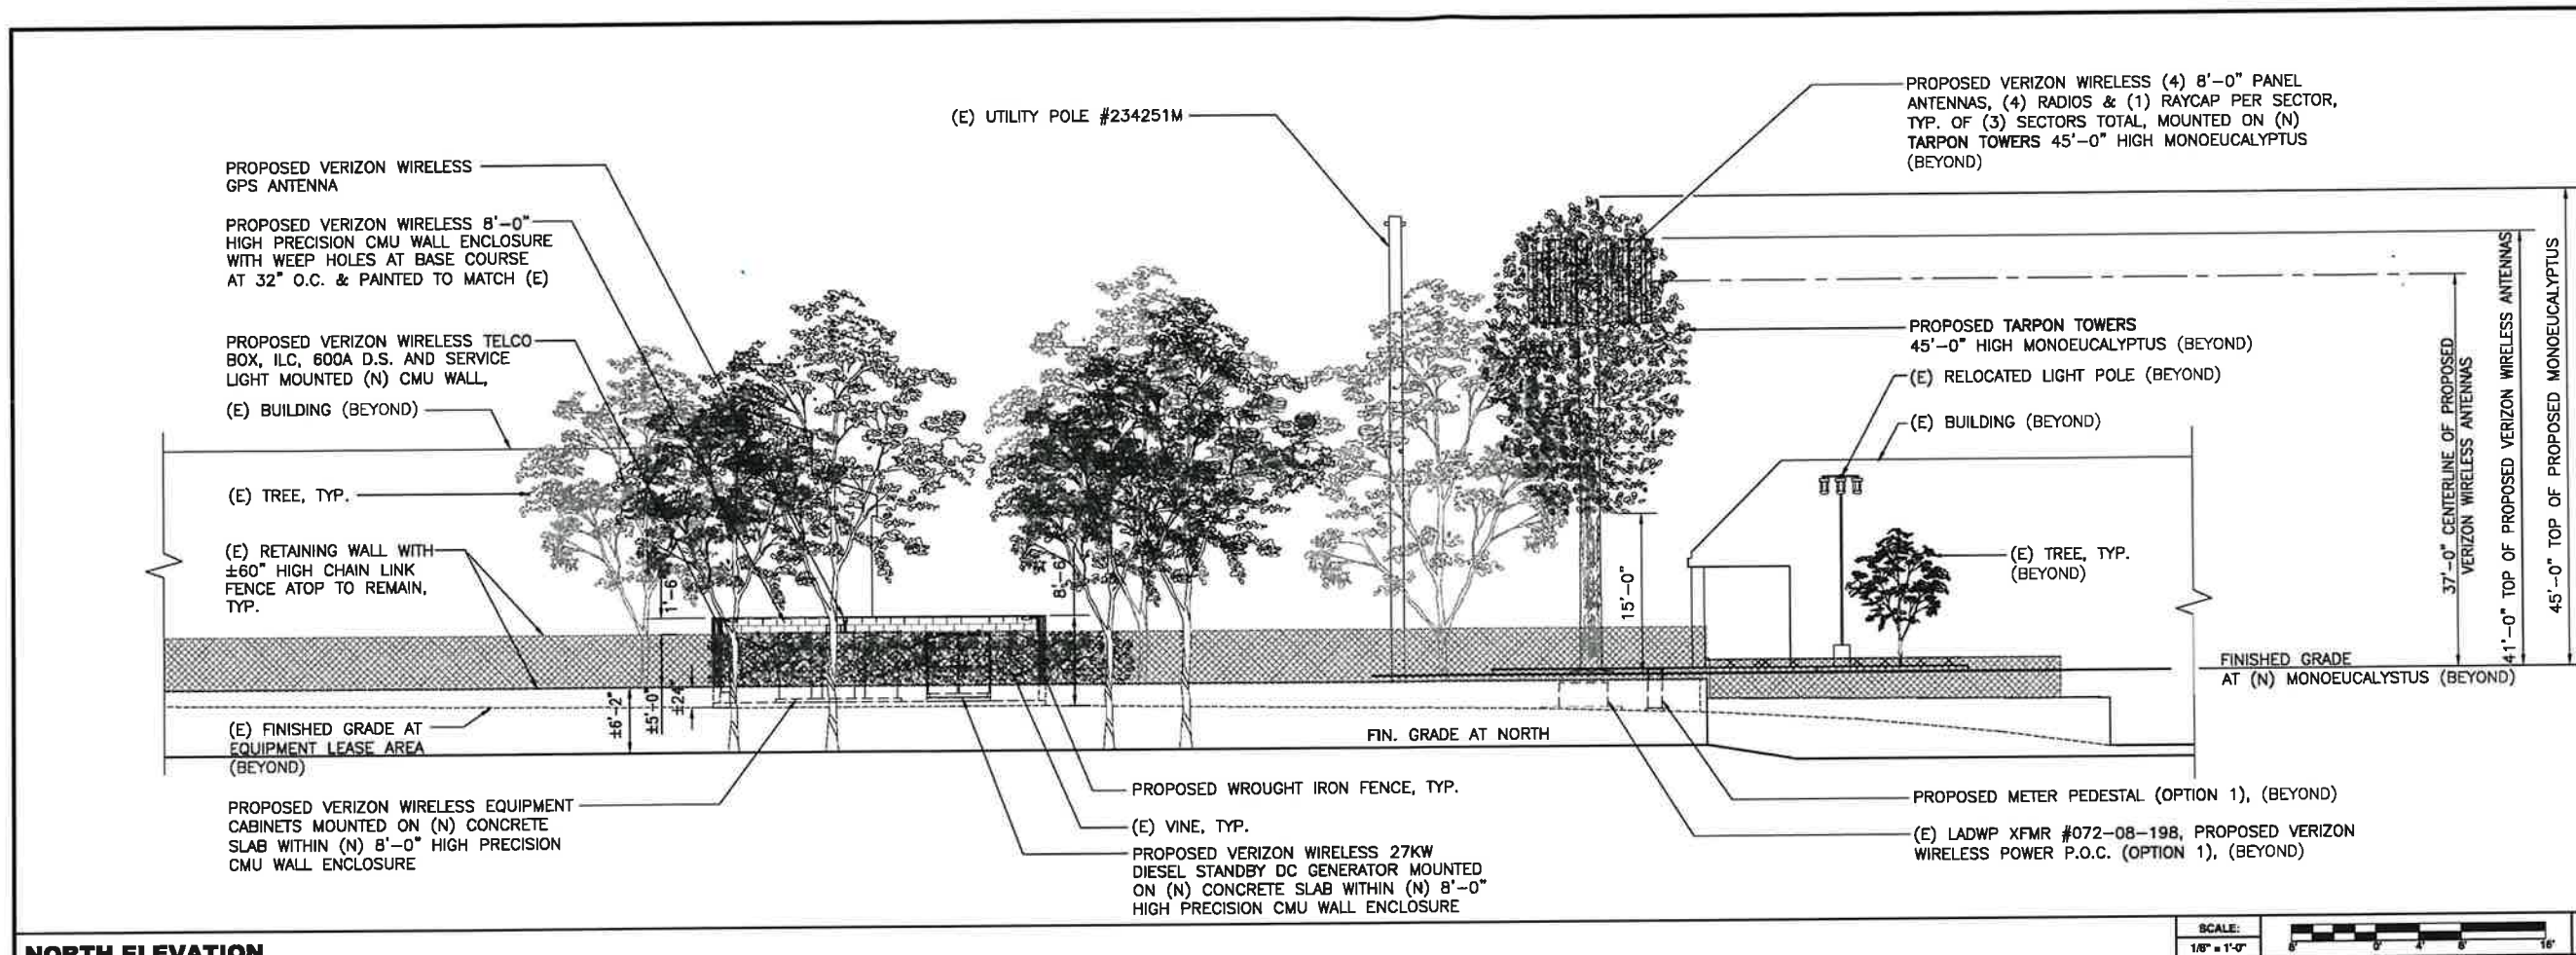 (E) UTILITY POLE #234251M
PROPOSED VERIZON WIRELESS (4) 8'-0" PANEL
ANTENNAS, (4) RADIOS & (1) RAYCAP PER SECTOR,
TYP. OF (3) SECTORS TOTAL, MOUNTED ON (N)
TARPON TOWERS 45'-0" HIGH MONOEUCALYPTUS
(BEYOND)
PROPOSED VERIZON WIRELESS
GPS ANTENNA
PROPOSED VERIZON WIRELESS 8'-0"
HIGH PRECISION CMU WALL ENCLOSURE
WITH WEEP HOLES AT BASE COURSE
AT 32" O.C. & PAINTED TO MATCH (E)
PROPOSED VERIZON WIRELESS TELCO
BOX, ILC, 600A D.S. AND SERVICE
LIGHT MOUNTED (N) CMU WALL,
(E) BUILDING (BEYOND)
(E) TREE, TYP.
(E) RETAINING WALL WITH
±60" HIGH CHAIN LINK
FENCE ATOP TO REMAIN,
TYP.
(E) FINISHED GRADE AT
EQUIPMENT LEASE AREA
(BEYOND)
PROPOSED VERIZON WIRELESS EQUIPMENT
CABINETS MOUNTED ON (N) CONCRETE
SLAB WITHIN (N) 8'-0" HIGH PRECISION
CMU WALL ENCLOSURE
±6'-2"
±5'-0"
±24"
1'-6"
8'-6"
15'-0"
FIN. GRADE AT NORTH
PROPOSED WROUGHT IRON FENCE, TYP.
(E) VINE, TYP.
PROPOSED VERIZON WIRELESS 27KW
DIESEL STANDBY DC GENERATOR MOUNTED
ON (N) CONCRETE SLAB WITHIN (N) 8'-0"
HIGH PRECISION CMU WALL ENCLOSURE
PROPOSED TARPON TOWERS
45'-0" HIGH MONOEUCALYPTUS (BEYOND)
(E) RELOCATED LIGHT POLE (BEYOND)
(E) BUILDING (BEYOND)
(E) TREE, TYP.
(BEYOND)
37'-0" CENTERLINE OF PROPOSED
VERIZON WIRELESS ANTENNAS
41'-0" TOP OF PROPOSED VERIZON WIRELESS ANTENNAS
45'-0" TOP OF PROPOSED MONOEUCALYPTUS
FINISHED GRADE
AT (N) MONOEUCALYSTUS (BEYOND)
PROPOSED METER PEDESTAL (OPTION 1), (BEYOND)
(E) LADWP XFMR #072-08-198, PROPOSED VERIZON
WIRELESS POWER P.O.C. (OPTION 1), (BEYOND)
NORTH ELEVATION
SCALE:
1/8" = 1'-0"
8' 0' 4' 8' 16'